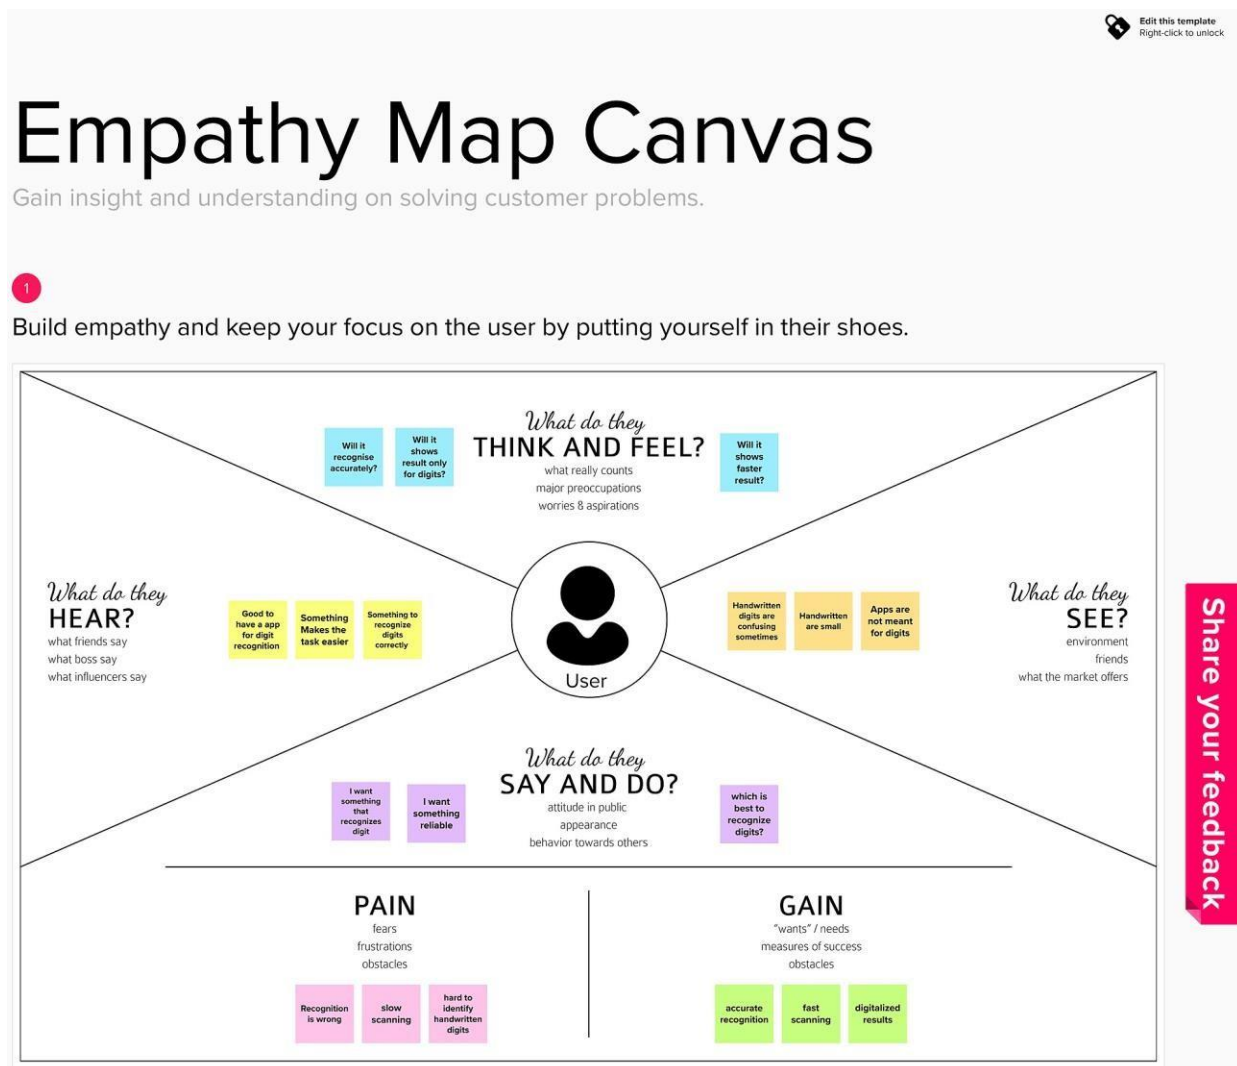 Edit this template
Right-click to unlock
Empathy Map Canvas
Gain insight and understanding on solving customer problems.
1
Build empathy and keep your focus on the user by putting yourself in their shoes.
What do they
THINK AND FEEL?
what really counts
major preoccupations
worries & aspirations
Will it
recognise
accurately?
Will it
shows
result only
for digits?
Will it
shows
faster
result?
What do they
HEAR?
what friends say
what boss say
what influencers say
Good to
have a app
for digit
recognition
Something
Makes the
task easier
Something to
recognize
digits
correctly
User
Handwritten
digits are
confusing
sometimes
Handwritten
are small
Apps are
not meant
for digits
What do they
SEE?
environment
friends
what the market offers
Share your feedback
What do they
SAY AND DO?
attitude in public
appearance
behavior towards others
I want
something
that
recognizes
digit
I want
something
reliable
which is
best to
recognize
digits?
PAIN
fears
frustrations
obstacles
Recognition
is wrong
slow
scanning
hard to
identify
handwritten
digits
GAIN
"wants" / needs
measures of success
obstacles
accurate
recognition
fast
scanning
digitalized
results